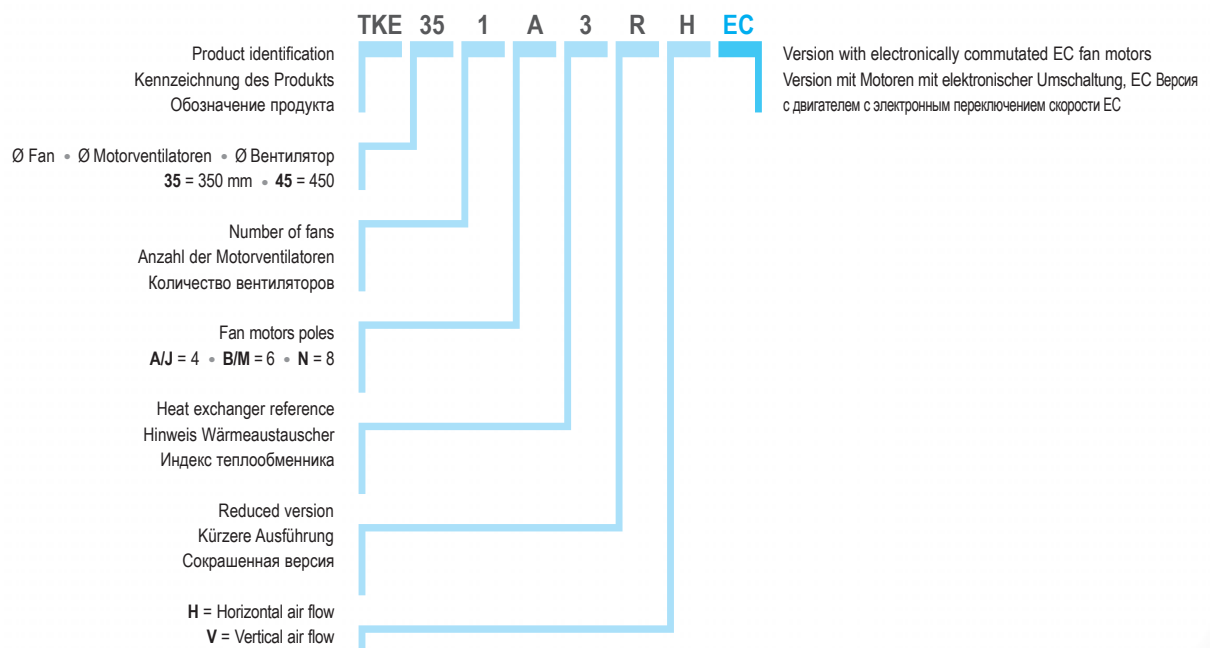 TKE 35 1 A 3 R H EC
Product identification
Kennzeichnung des Produkts
Обозначение продукта
Version with electronically commutated EC fan motors
Version mit Motoren mit elektronischer Umschaltung, EC Версия
с двигателем с электронным переключением скорости EC
Ø Fan • Ø Motorventilatoren • Ø Вентилятор
35 = 350 mm • 45 = 450
Number of fans
Anzahl der Motorventilatoren
Количество вентиляторов
Fan motors poles
A/J = 4 • B/M = 6 • N = 8
Heat exchanger reference
Hinweis Wärmeaustauscher
Индекс теплообменника
Reduced version
Kürzere Ausführung
Сокрашенная версия
H = Horizontal air flow
V = Vertical air flow